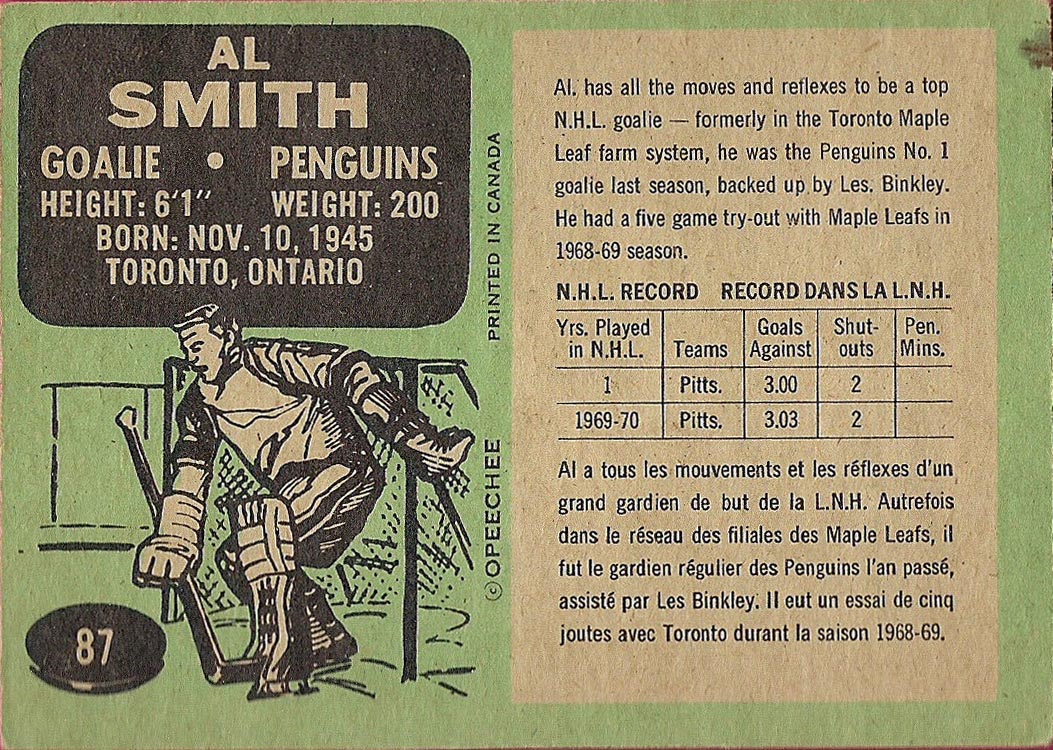 AL
SMITH
GOALIE • PENGUINS
HEIGHT: 6'1" WEIGHT: 200
BORN: NOV. 10, 1945
TORONTO, ONTARIO
PRINTED IN CANADA
© OPEECHEE
87
Al. has all the moves and reflexes to be a top
N.H.L. goalie — formerly in the Toronto Maple
Leaf farm system, he was the Penguins No. 1
goalie last season, backed up by Les. Binkley.
He had a five game try-out with Maple Leafs in
1968-69 season.
N.H.L. RECORD RECORD DANS LA L.N.H.
Yrs. Played in N.H.L. Teams Goals Against Shut-outs Pen. Mins.
1 Pitts. 3.00 2
1969-70 Pitts. 3.03 2
Al a tous les mouvements et les réflexes d'un
grand gardien de but de la L.N.H. Autrefois
dans le réseau des filiales des Maple Leafs, il
fut le gardien régulier des Penguins l'an passé,
assisté par Les Binkley. Il eut un essai de cinq
joutes avec Toronto durant la saison 1968-69.